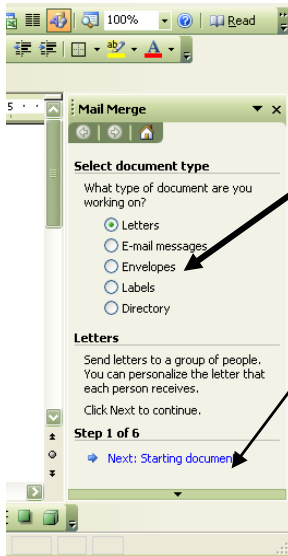 100% Read
5
Mail Merge
Select document type
What type of document are you
working on?
Letters
E-mail messages
Envelopes
Labels
Directory
Letters
Send letters to a group of people.
You can personalize the letter that
each person receives.
Click Next to continue.
Step 1 of 6
Next: Starting document